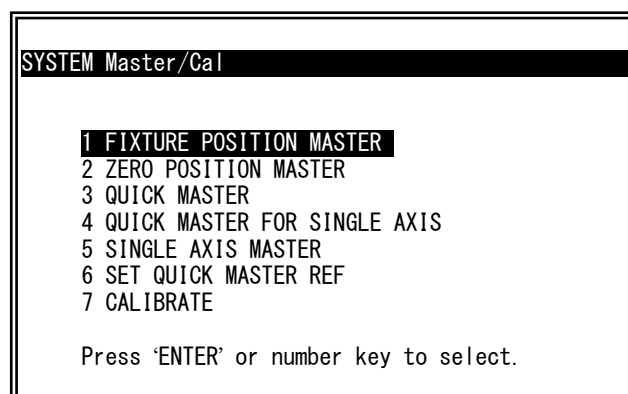 SYSTEM Master/Cal
1 FIXTURE POSITION MASTER
2 ZERO POSITION MASTER
3 QUICK MASTER
4 QUICK MASTER FOR SINGLE AXIS
5 SINGLE AXIS MASTER
6 SET QUICK MASTER REF
7 CALIBRATE
Press ‘ENTER’ or number key to select.